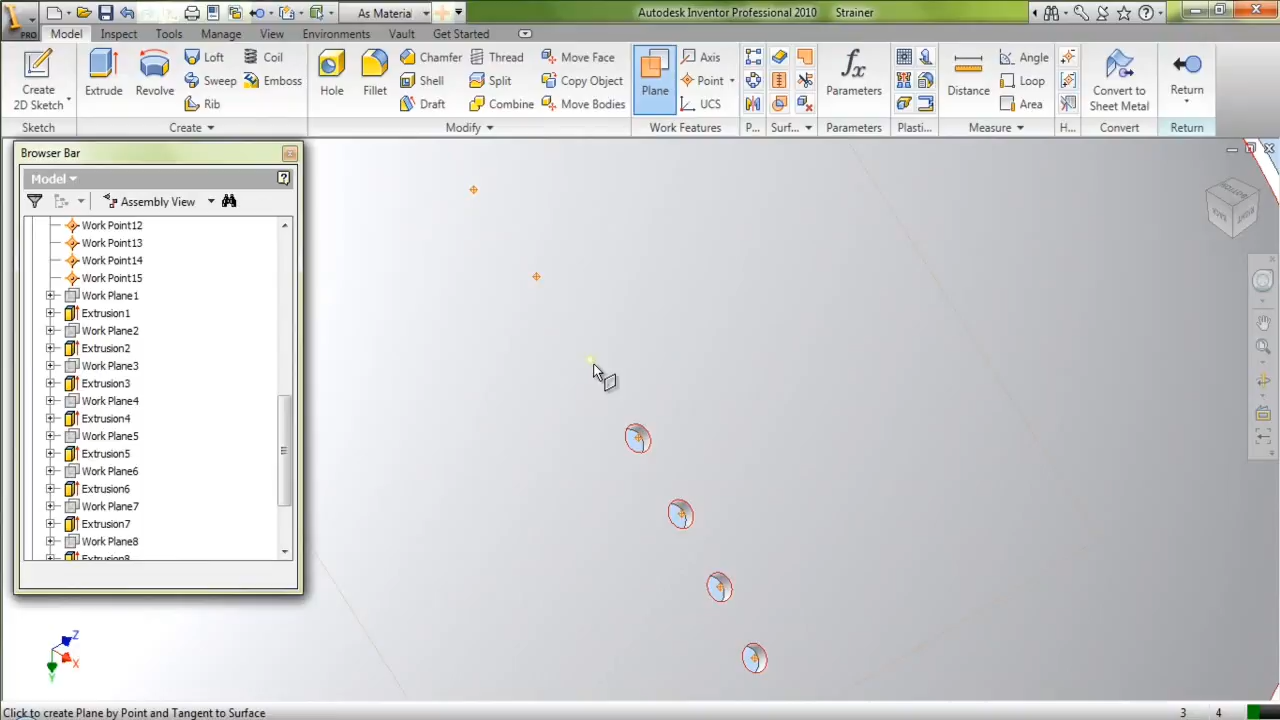 As Materia
Autodesk Inventor Professional 2010 Strainer
PRO Model Inspect Tools Manage View Environments Vault Get Started
Create 2D Sketch
Extrude
Revolve
Loft
Sweep
Rib
Coil
Emboss
Hole
Fillet
Chamfer
Shell
Draft
Thread
Split
Combine
Move Face
Copy Object
Move Bodies
Plane
Axis
Point
UCS
Parameters
Distance
Angle
Loop
Area
Convert to
Sheet Metal
Return
Sketch Create Modify Work Features P... Surf... Parameters Plasti... Measure H... Convert Return
Browser Bar
Model
Assembly View
Work Point12
Work Point13
Work Point14
Work Point15
Work Plane1
Extrusion1
Work Plane2
Extrusion2
Work Plane3
Extrusion3
Work Plane4
Extrusion4
Work Plane5
Extrusion5
Work Plane6
Extrusion6
Work Plane7
Extrusion7
Work Plane8
Extrusion8
BOTTOM
BACK
RIGHT
Z
X
Y
Click to create Plane by Point and Tangent to Surface 3 4